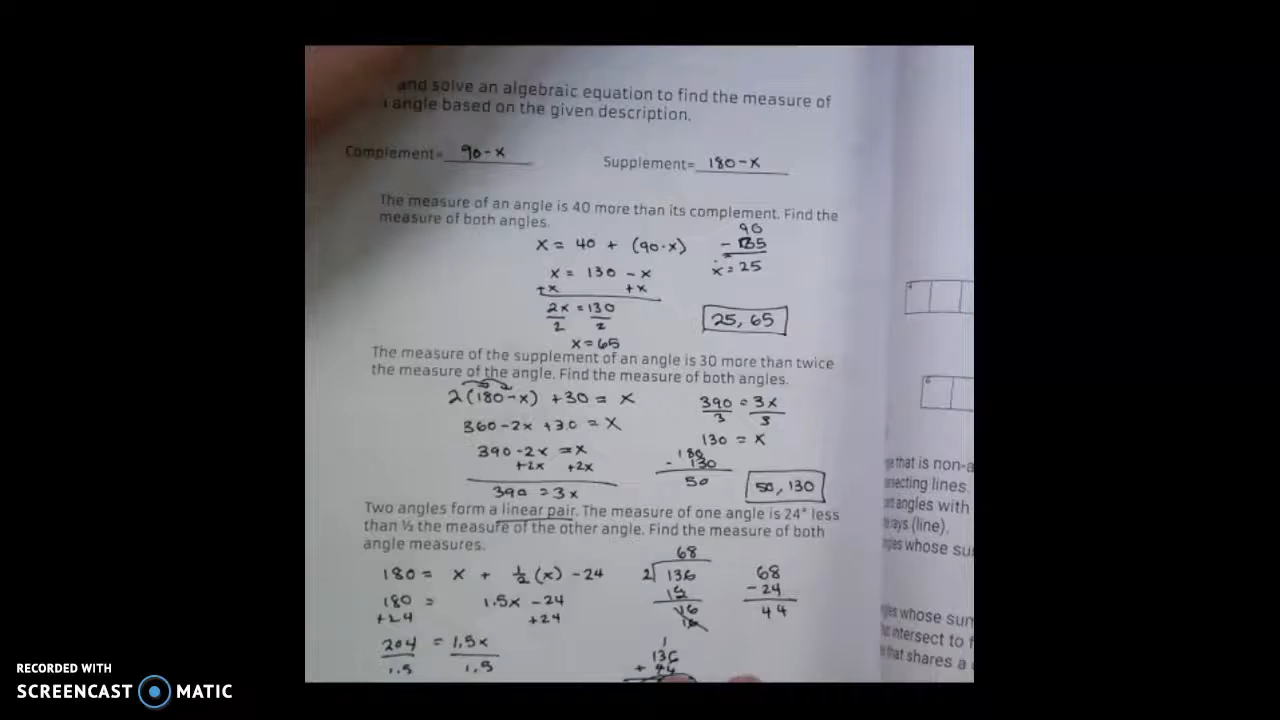 and solve an algebraic equation to find the measure of
angle based on the given description.
Complement= 90-x Supplement= 180-x
The measure of an angle is 40 more than its complement. Find the
measure of both angles.
x = 40 + (90-x)
x = 130 - x
+x +x
2x = 130
2 2
x = 65
90
x = 25
25, 65
The measure of the supplement of an angle is 30 more than twice
the measure of the angle. Find the measure of both angles.
2(180-x) +30 = x
360-2x +30 = x
390-2x = x
+2x +2x
390 = 3x
390 = 3x
3 3
130 = x
180
- 130
50
50, 130
Two angles form a linear pair. The measure of one angle is 24° less
than ½ the measure of the other angle. Find the measure of both
angle measures.
180 = x + ½(x) -24
180 = 1.5x -24
+24 +24
204 = 1.5x
1.5 1.5
68
2 136
16
68
- 24
44
1
136
+ 44
that is non-a
lines
angles with
rays (line).
whose su
whose sun
intersect to f
that shares a
RECORDED WITH
SCREENCAST MATIC